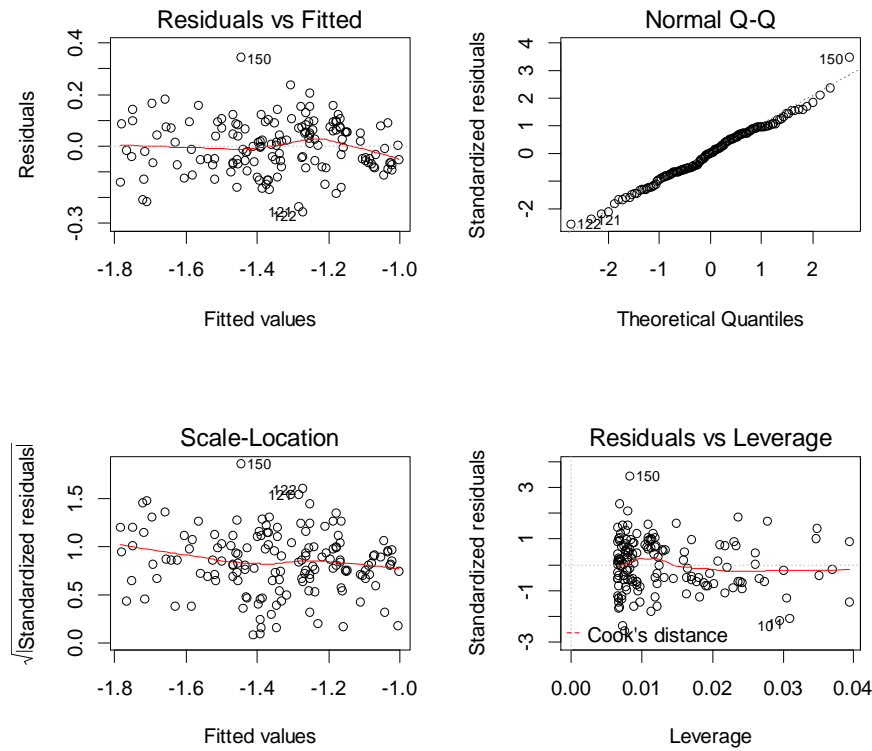 Residuals vs Fitted
Residuals
0.4
0.2
0.0
-0.3
150
121
122
-1.8 -1.6 -1.4 -1.2 -1.0
Fitted values
Normal Q-Q
Standardized residuals
4
3
2
0
-2
150
122
121
-2 -1 0 1 2
Theoretical Quantiles
Scale-Location
√|Standardized residuals|
1.5
1.0
0.5
0.0
150
122
121
-1.8 -1.6 -1.4 -1.2 -1.0
Fitted values
Residuals vs Leverage
Standardized residuals
3
1
-1
-3
150
Cook's distance
0.00 0.01 0.02 0.03 0.04
Leverage